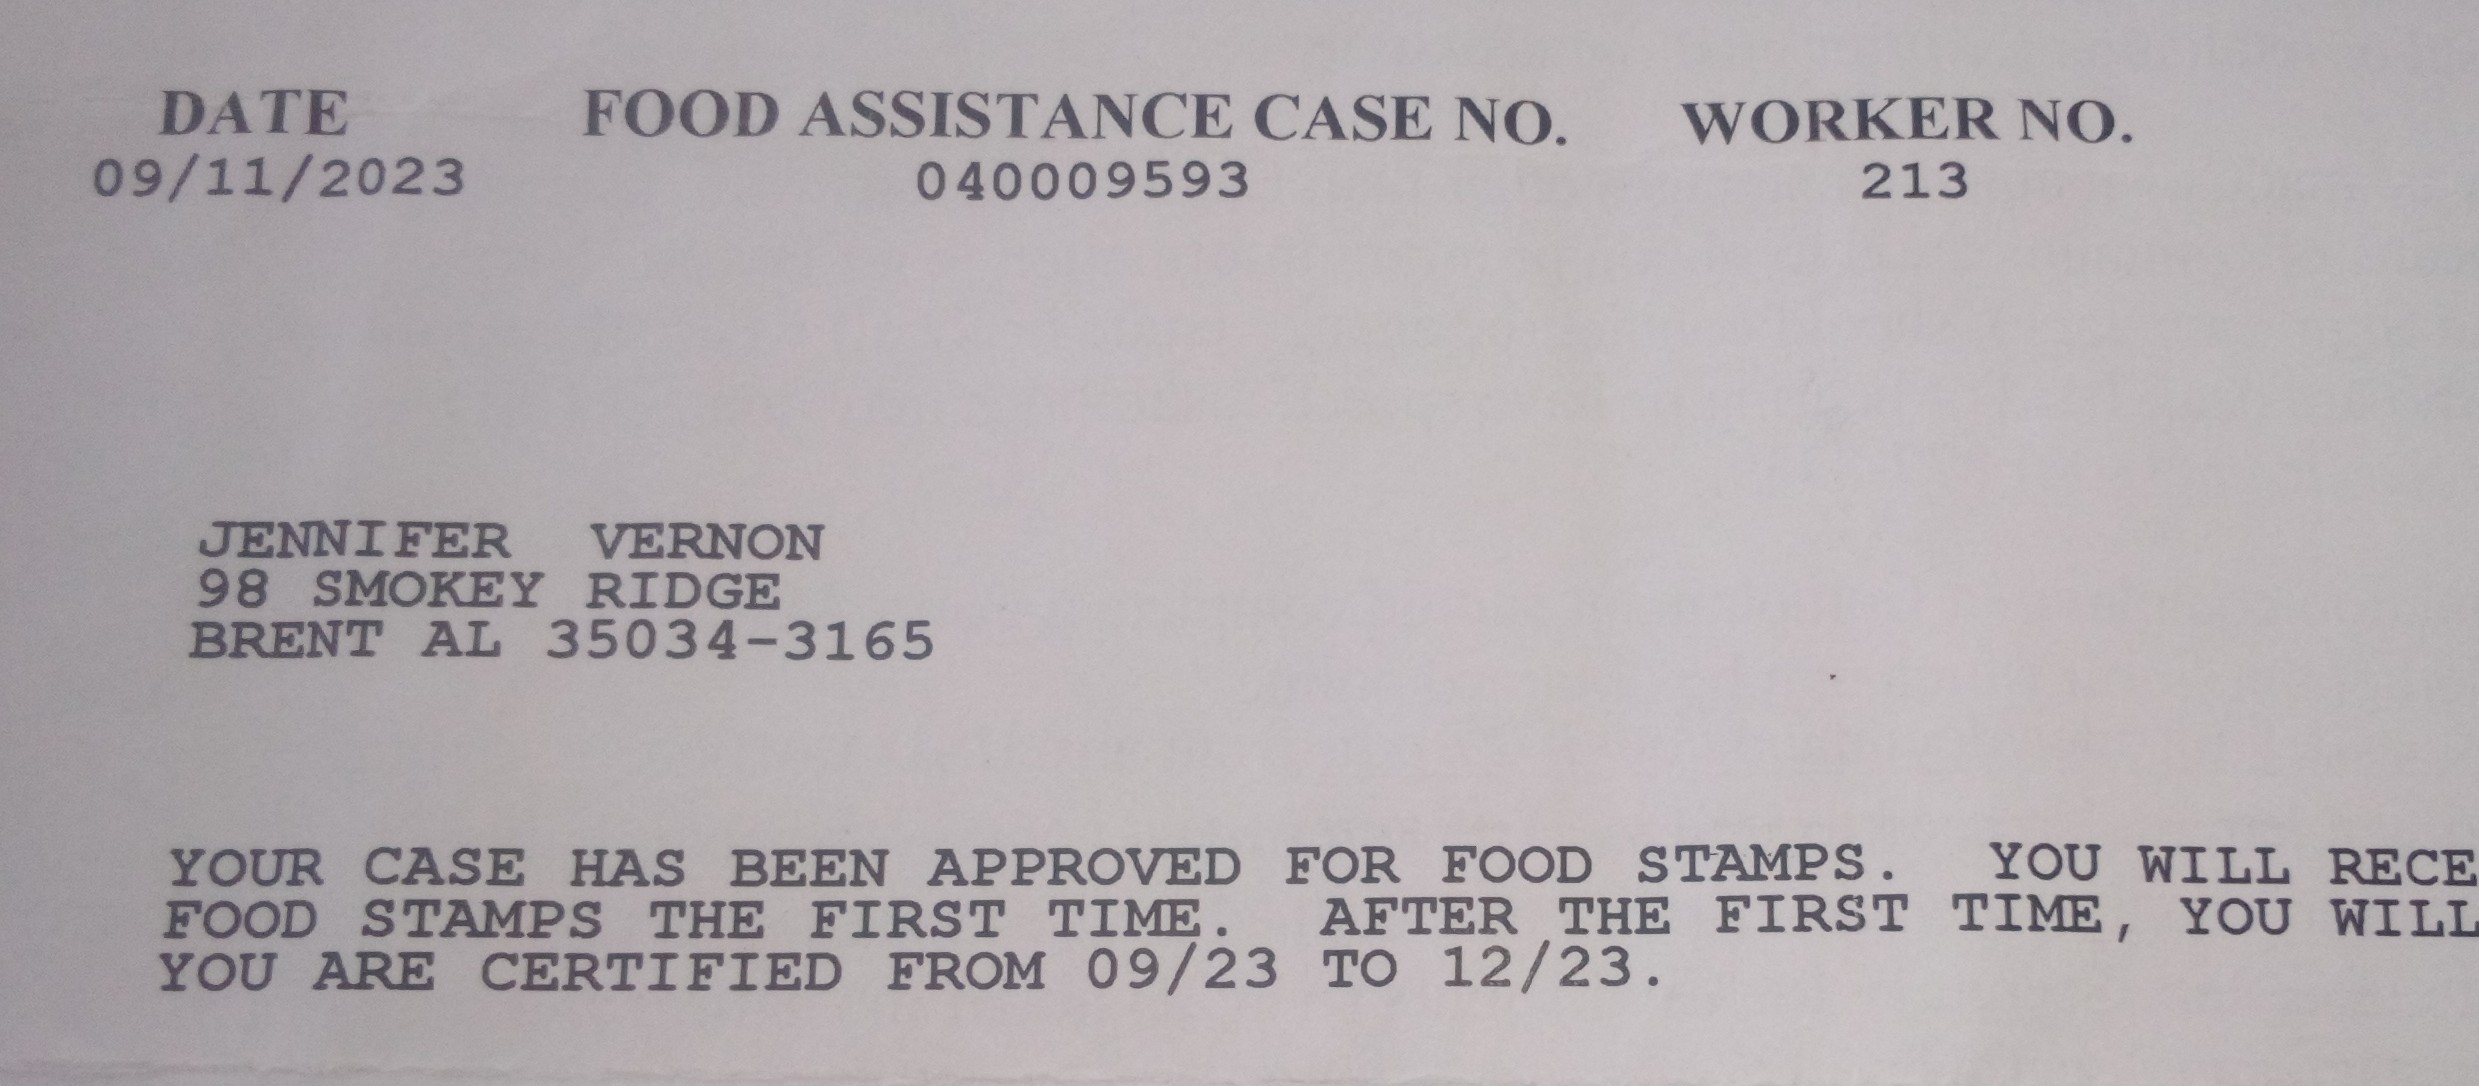 DATE FOOD ASSISTANCE CASE NO. WORKER NO.
09/11/2023 040009593 213
JENNIFER VERNON
98 SMOKEY RIDGE
BRENT AL 35034-3165
YOUR CASE HAS BEEN APPROVED FOR FOOD STAMPS. YOU WILL RECE
FOOD STAMPS THE FIRST TIME. AFTER THE FIRST TIME, YOU WILL
YOU ARE CERTIFIED FROM 09/23 TO 12/23.